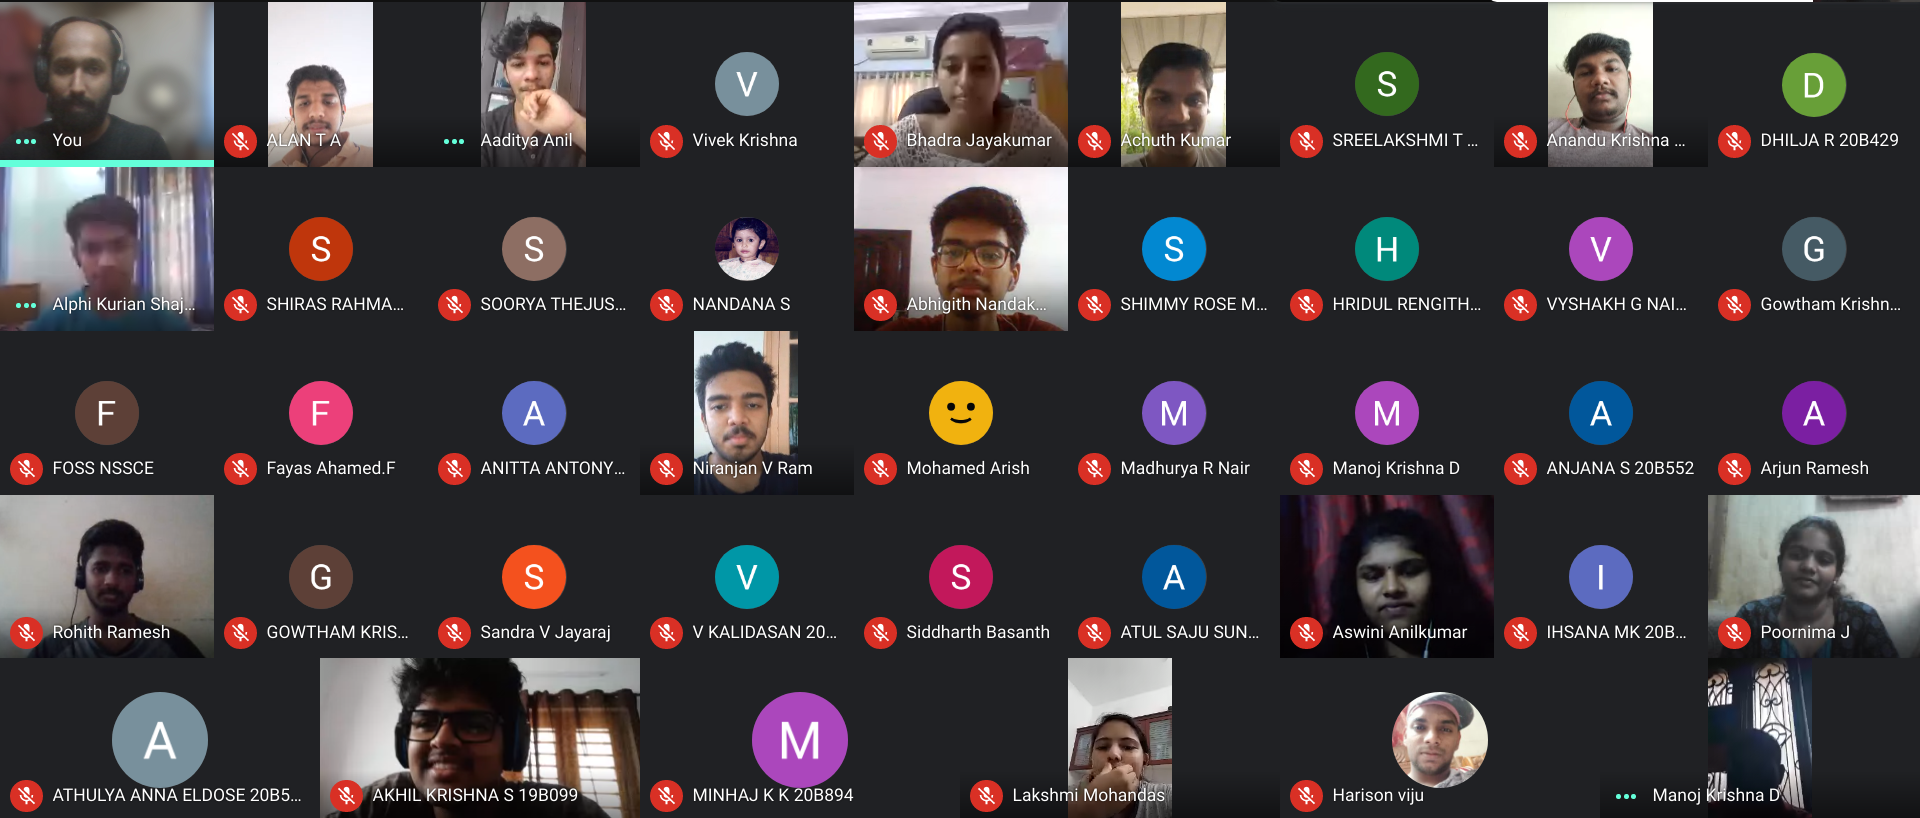 You
ALAN T A
Aaditya Anil
V
Vivek Krishna
Bhadra Jayakumar
Achuth Kumar
S
SREELAKSHMI T ...
Anandu Krishna ...
D
DHILJA R 20B429
Alphi Kurian Shaj...
S
SHIRAS RAHMA...
S
SOORYA THEJUS...
NANDANA S
Abhigith Nandak...
S
SHIMMY ROSE M...
H
HRIDUL RENGITH...
V
VYSHAKH G NAI...
G
Gowtham Krishn...
F
FOSS NSSCE
F
Fayas Ahamed.F
A
ANITTA ANTONY...
Niranjan V Ram
Mohamed Arish
M
Madhurya R Nair
M
Manoj Krishna D
A
ANJANA S 20B552
A
Arjun Ramesh
Rohith Ramesh
G
GOWTHAM KRIS...
S
Sandra V Jayaraj
V
V KALIDASAN 20...
S
Siddharth Basanth
A
ATUL SAJU SUN...
Aswini Anilkumar
I
IHSANA MK 20B...
Poornima J
A
ATHULYA ANNA ELDOSE 20B5...
AKHIL KRISHNA S 19B099
M
MINHAJ K K 20B894
Lakshmi Mohandas
Harison viju
Manoj Krishna D